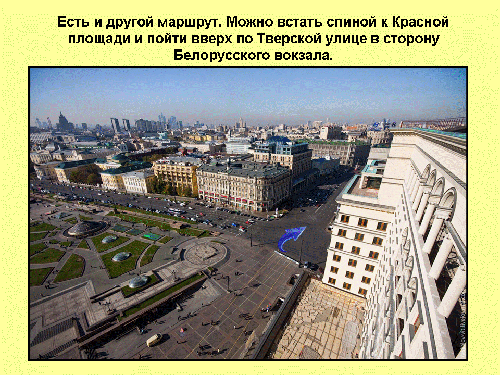 Есть и другой маршрут. Можно встать спиной к Красной
площади и пойти вверх по Тверской улице в сторону
Белорусского вокзала.